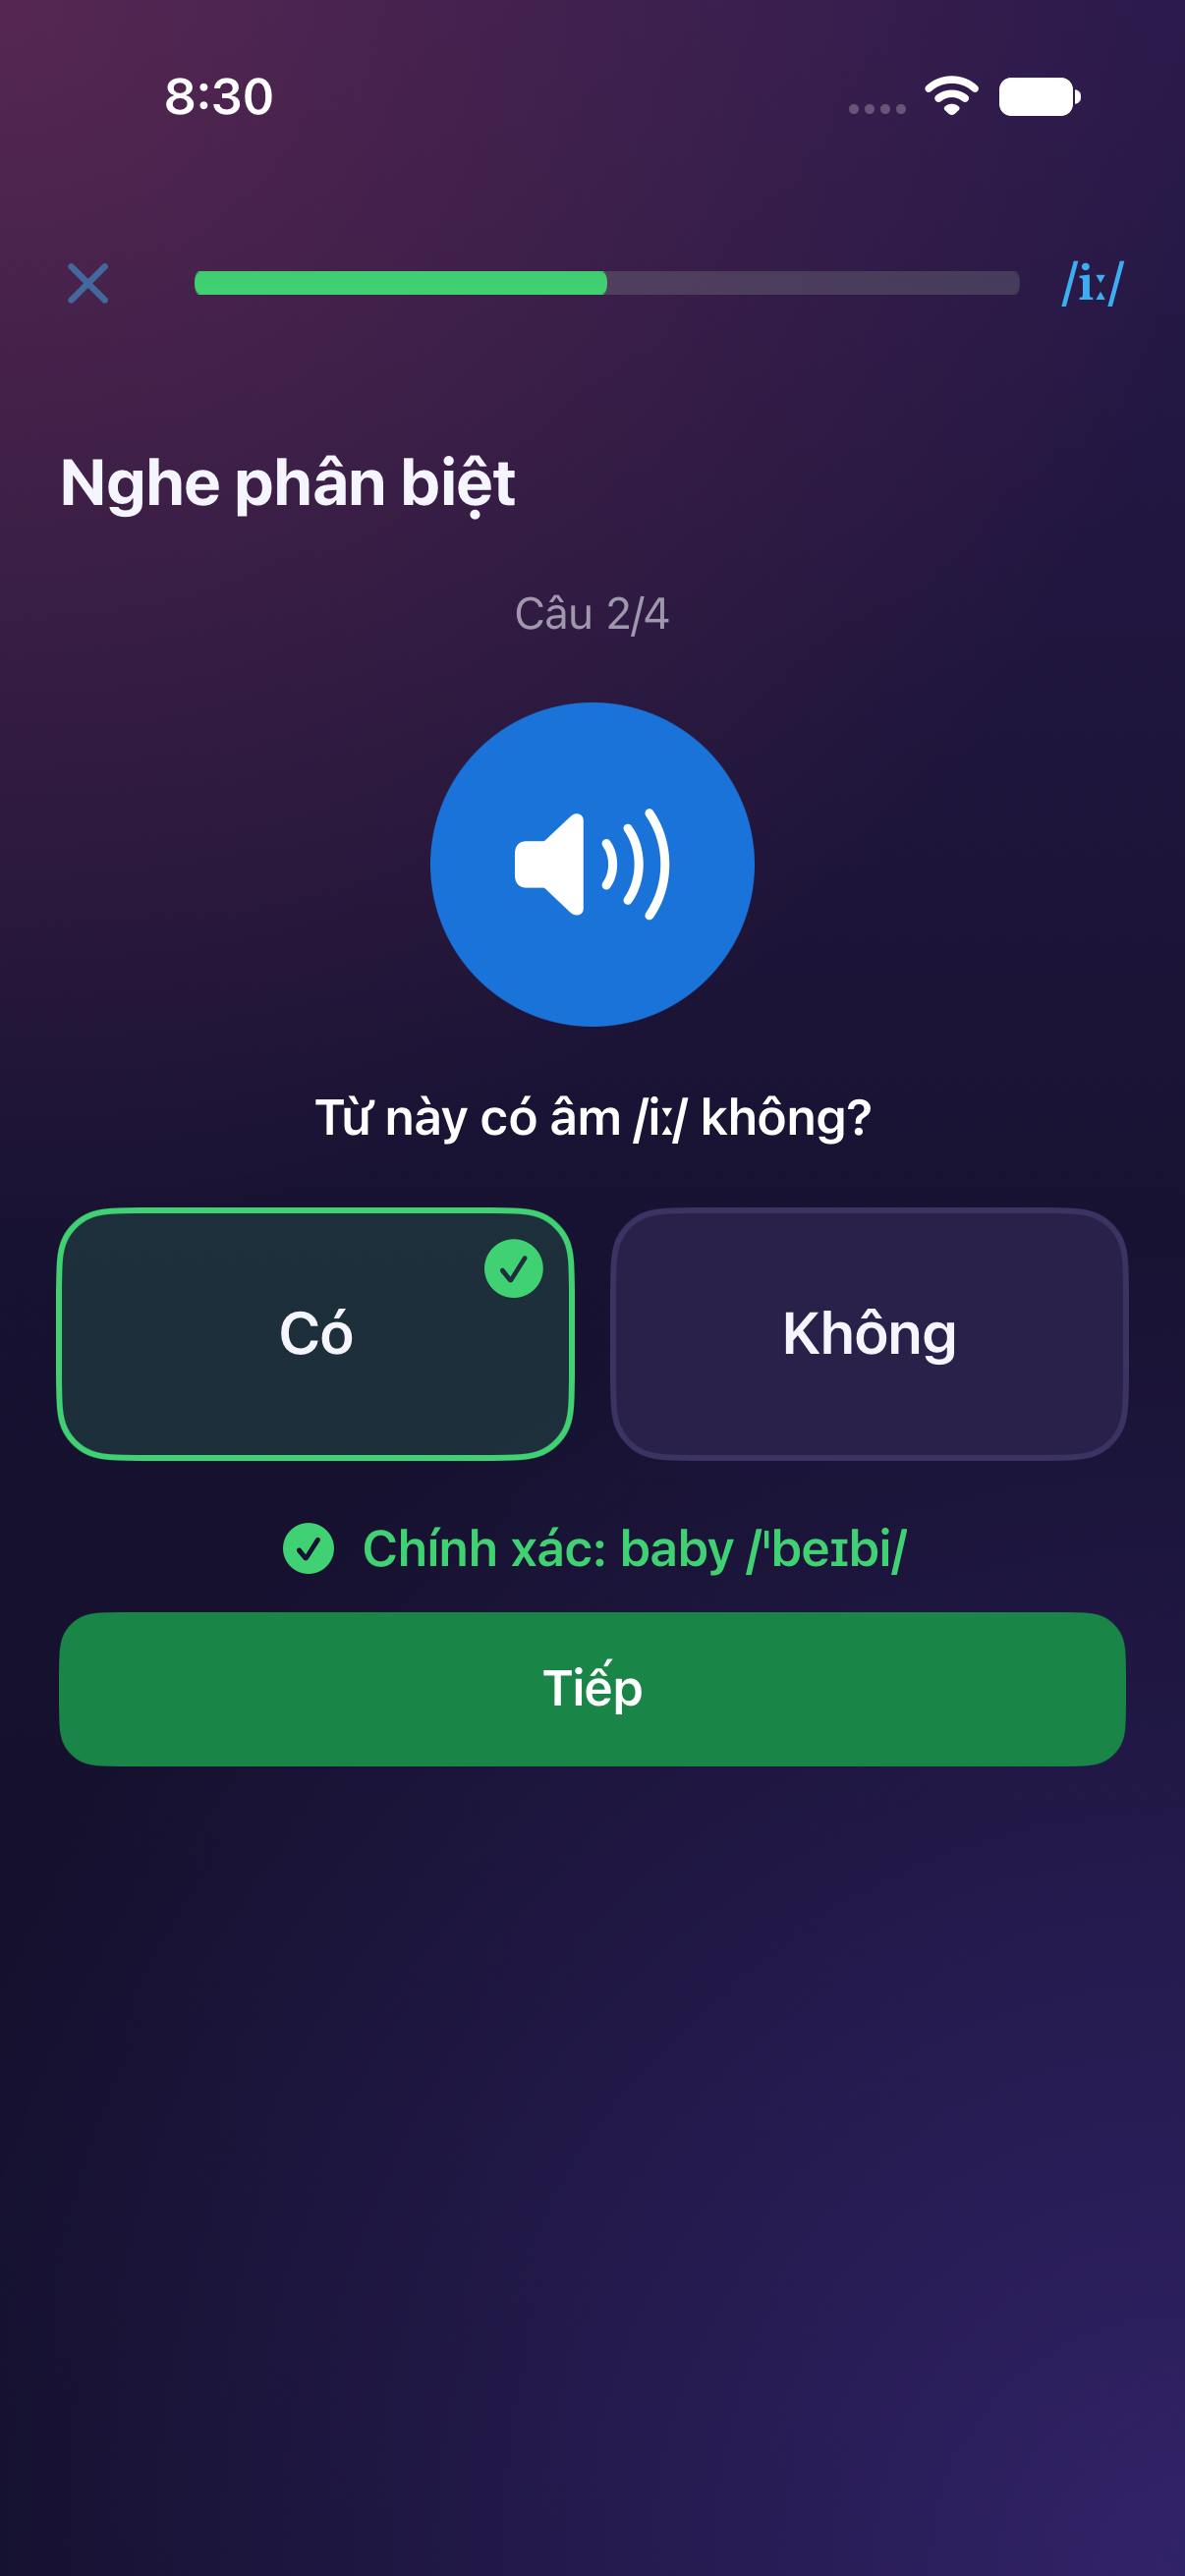 8:30
/iː/
Nghe phân biệt
Câu 2/4
Từ này có âm /iː/ không?
Có
Không
Chính xác: baby /ˈbeɪbi/
Tiếp